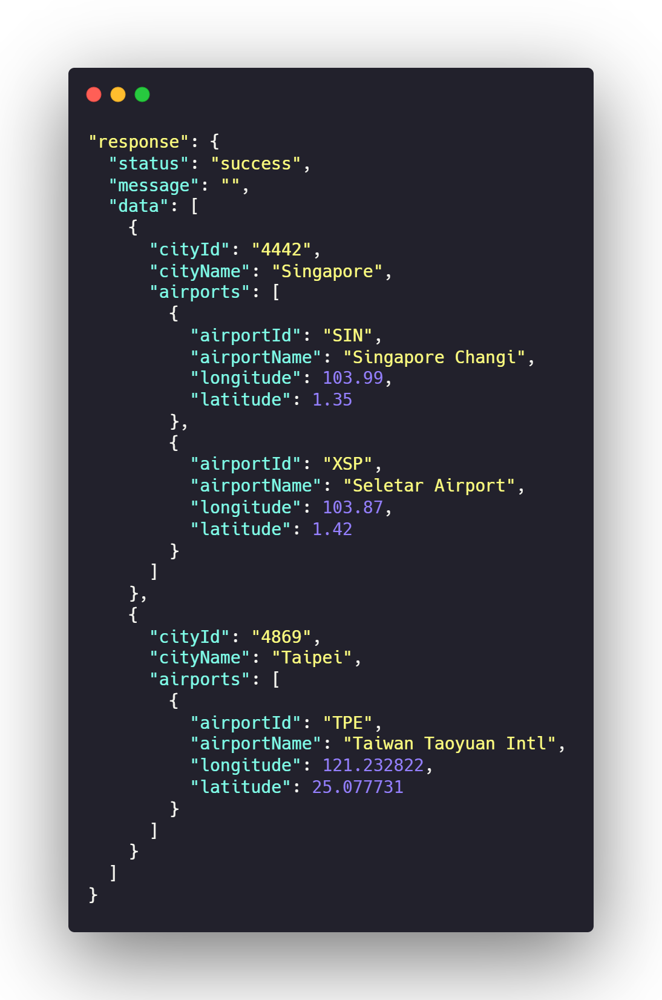 "response": {
  "status": "success",
  "message": "",
  "data": [
    {
      "cityId": "4442",
      "cityName": "Singapore",
      "airports": [
        {
          "airportId": "SIN",
          "airportName": "Singapore Changi",
          "longitude": 103.99,
          "latitude": 1.35
        },
        {
          "airportId": "XSP",
          "airportName": "Seletar Airport",
          "longitude": 103.87,
          "latitude": 1.42
        }
      ]
    },
    {
      "cityId": "4869",
      "cityName": "Taipei",
      "airports": [
        {
          "airportId": "TPE",
          "airportName": "Taiwan Taoyuan Intl",
          "longitude": 121.232822,
          "latitude": 25.077731
        }
      ]
    }
  ]
}